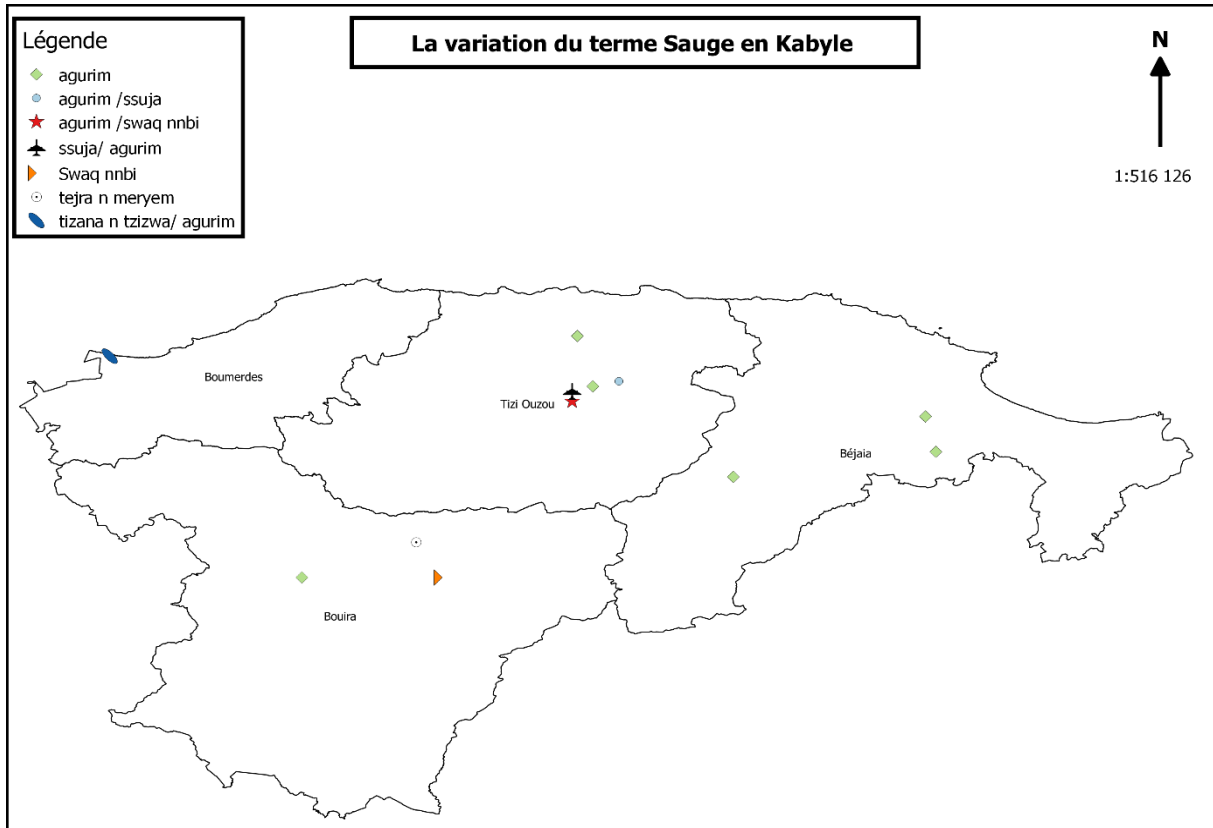 La variation du terme Sauge en Kabyle
Légende
agurim
agurim /ssuja
agurim /swaq nnbi
ssuja/ agurim
Swaq nnbi
tejra n meryem
tizana n tzizwa/ agurim
N
1:516 126
Boumerdes
Tizi Ouzou
Béjaia
Bouira